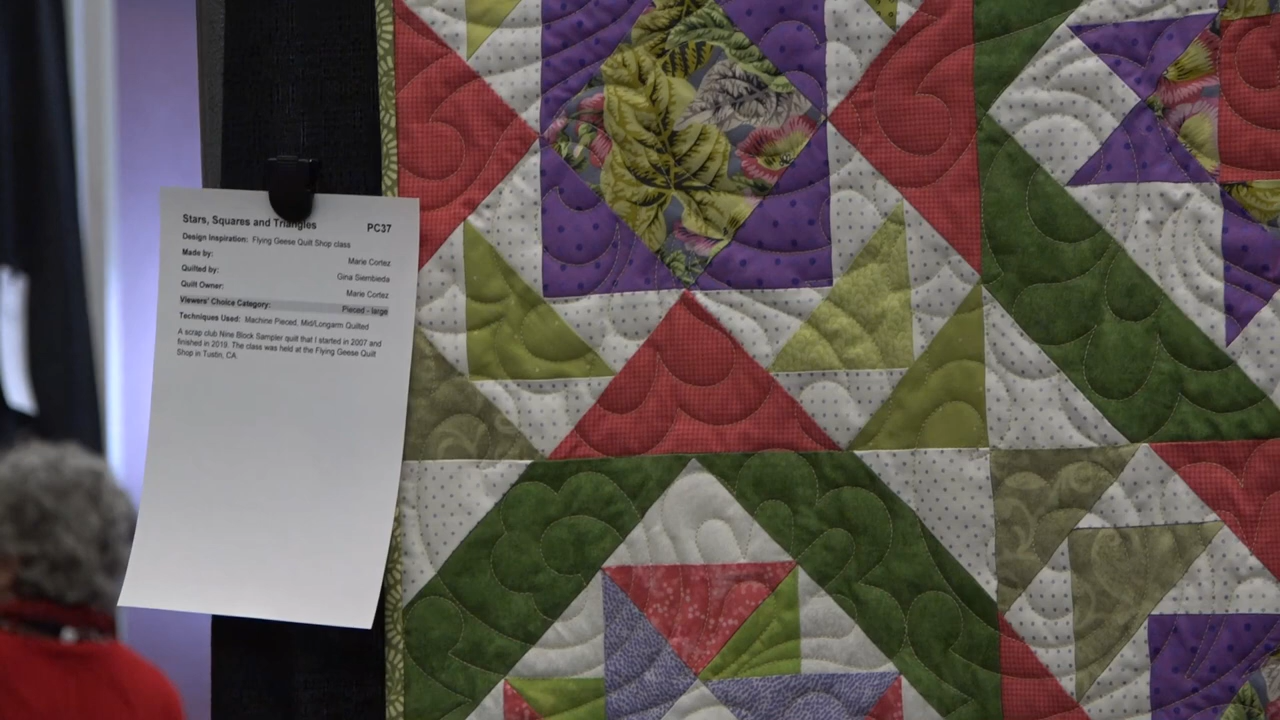 Stars, Squares and Triangles PC37
Design Inspiration: Flying Geese Quilt Shop class
Made by: Marie Cortez
Quilted by: Gina Siembieda
Quilt Owner: Marie Cortez
Viewers' Choice Category: Pieced - large
Techniques Used: Machine Pieced, Mid/Longarm Quilted
A scrap club Nine Block Sampler quilt that I started in 2007 and
finished in 2019. The class was held at the Flying Geese Quilt
Shop in Tustin, CA.